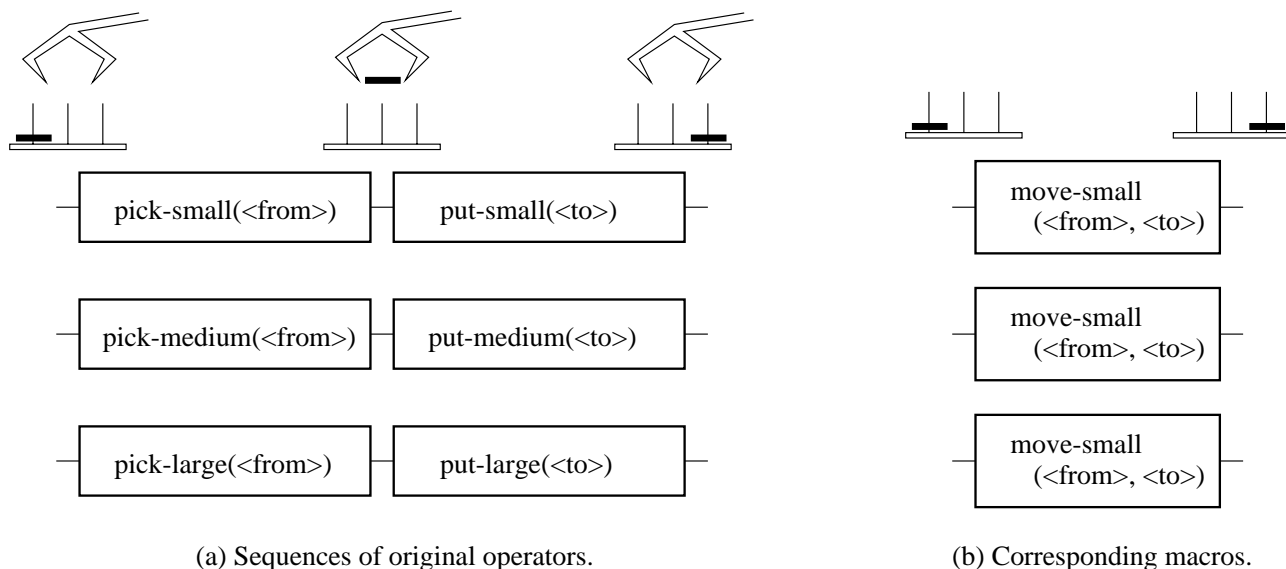 pick-small(<from>)
put-small(<to>)
move-small
(<from>, <to>)
pick-medium(<from>)
put-medium(<to>)
move-small
(<from>, <to>)
pick-large(<from>)
put-large(<to>)
move-small
(<from>, <to>)
(a) Sequences of original operators.
(b) Corresponding macros.